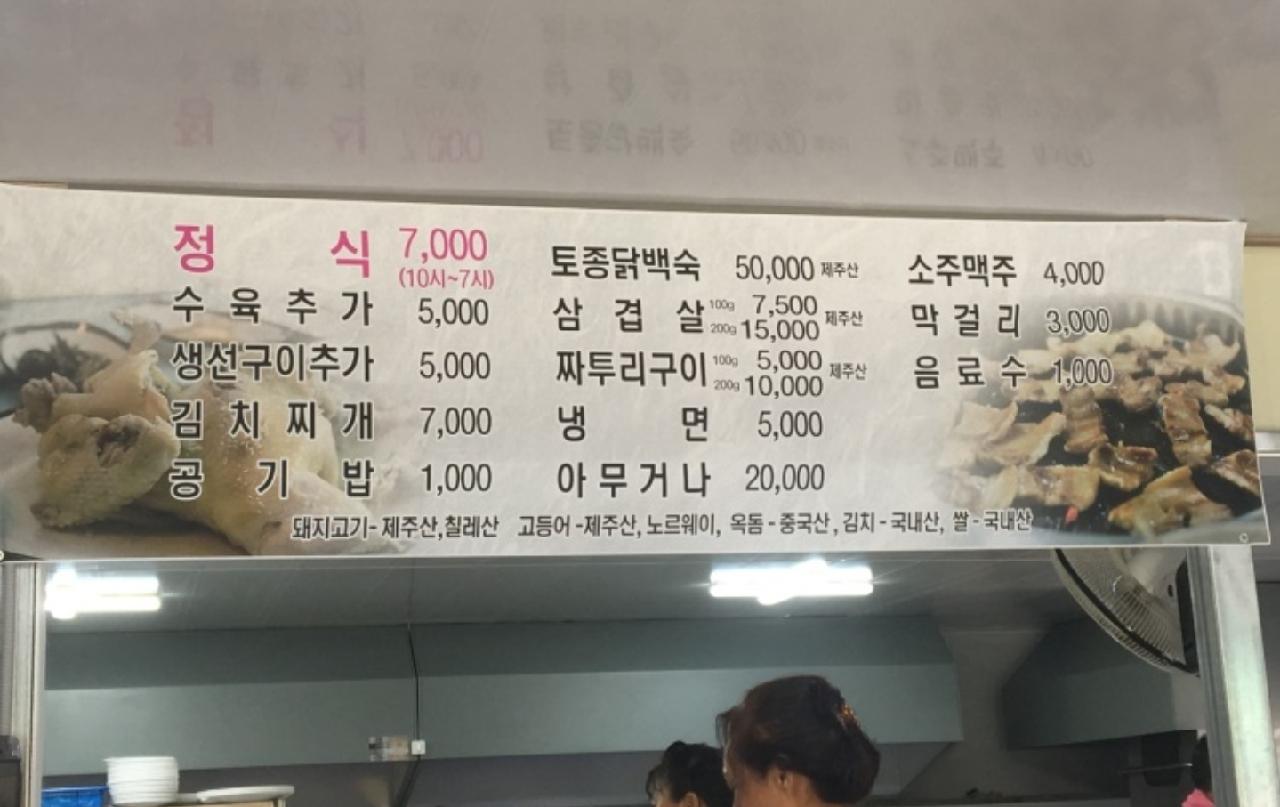 정 식 7,000
(10시~7시)
수 육 추 가 5,000
생선구이추가 5,000
김 치 찌 개 7,000
공 기 밥 1,000
토종닭백숙 50,000 제주산
삼 겹 살 100g 7,500 제주산
200g 15,000
짜투리구이 100g 5,000 제주산
200g 10,000
냉 면 5,000
아 무 거 나 20,000
소주맥주 4,000
막 걸 리 3,000
음 료 수 1,000
돼지고기- 제주산,칠레산 고등어 -제주산, 노르웨이, 옥돔 - 중국산 , 김치 - 국내산, 쌀 - 국내산